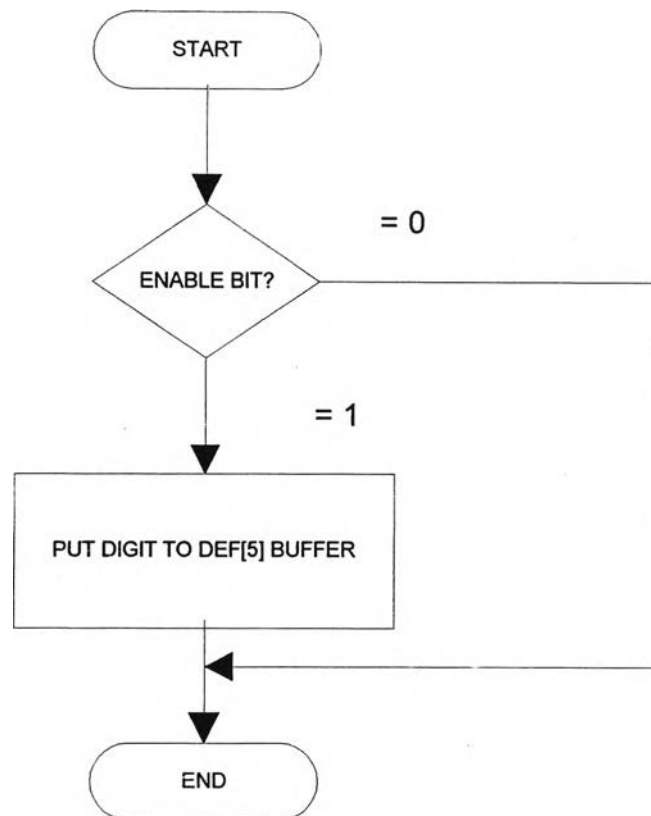 START
= 0
ENABLE BIT?
= 1
PUT DIGIT TO DEF[5] BUFFER
END